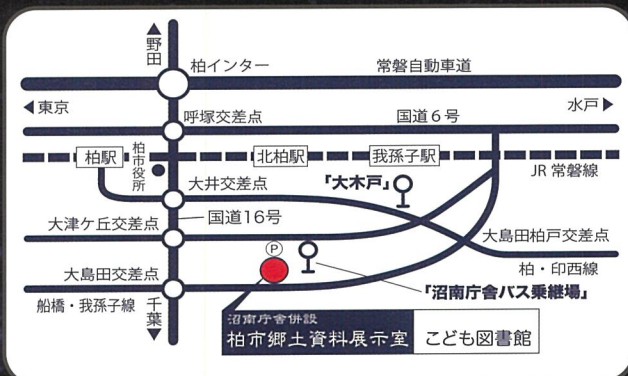 ▲野田
柏インター
常磐自動車道
◀東京
水戸▶
呼塚交差点
国道6号
柏駅
柏市役所
北柏駅
我孫子駅
JR常磐線
大井交差点
「大木戸」
国道16号
大津ケ丘交差点
大島田柏戸交差点
P
柏・印西線
大島田交差点
「沼南庁舎バス乗継場」
船橋・我孫子線
千葉▼
沼南庁舎併設
柏市郷土資料展示室
こども図書館